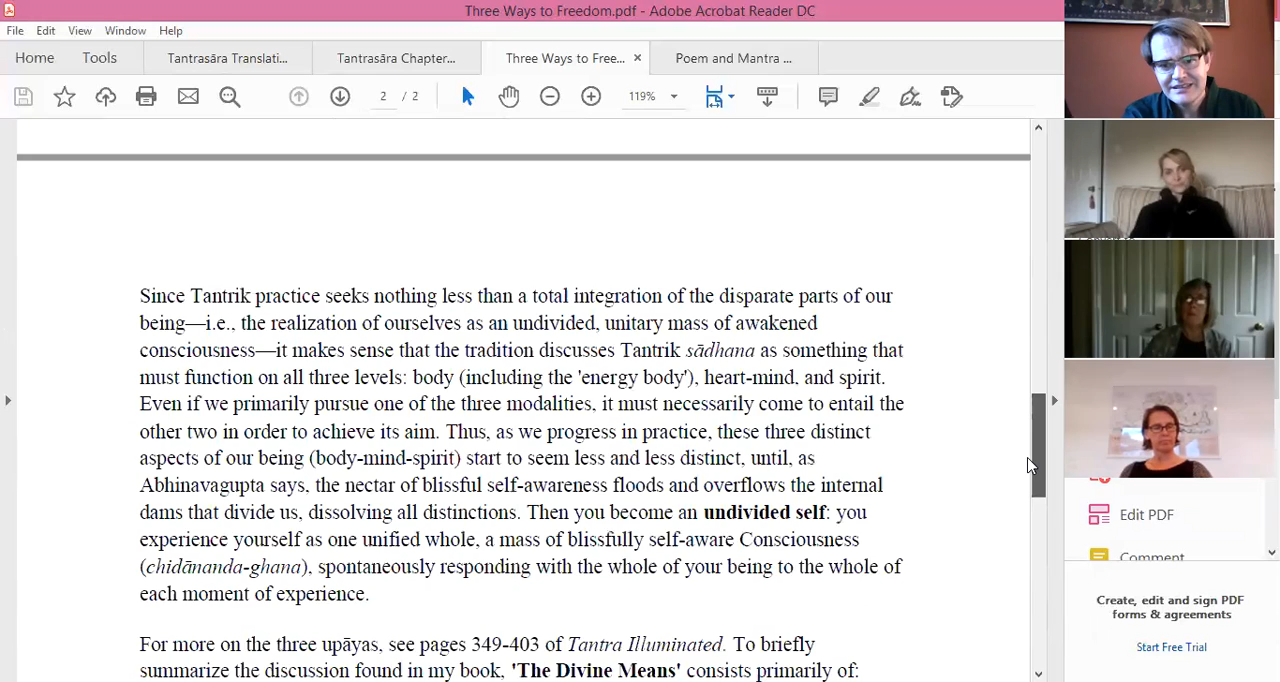 Three Ways to Freedom.pdf - Adobe Acrobat Reader DC
File Edit View Window Help
Home Tools Tantrasāra Translati... Tantrasāra Chapter... Three Ways to Free... × Poem and Mantra ...
2 / 2 119%
Since Tantrik practice seeks nothing less than a total integration of the disparate parts of our
being—i.e., the realization of ourselves as an undivided, unitary mass of awakened
consciousness—it makes sense that the tradition discusses Tantrik sādhana as something that
must function on all three levels: body (including the 'energy body'), heart-mind, and spirit.
Even if we primarily pursue one of the three modalities, it must necessarily come to entail the
other two in order to achieve its aim. Thus, as we progress in practice, these three distinct
aspects of our being (body-mind-spirit) start to seem less and less distinct, until, as
Abhinavagupta says, the nectar of blissful self-awareness floods and overflows the internal
dams that divide us, dissolving all distinctions. Then you become an undivided self: you
experience yourself as one unified whole, a mass of blissfully self-aware Consciousness
(chidānanda-ghana), spontaneously responding with the whole of your being to the whole of
each moment of experience.
For more on the three upāyas, see pages 349-403 of Tantra Illuminated. To briefly
summarize the discussion found in my book, 'The Divine Means' consists primarily of:
Edit PDF
Comment
Create, edit and sign PDF
forms & agreements
Start Free Trial